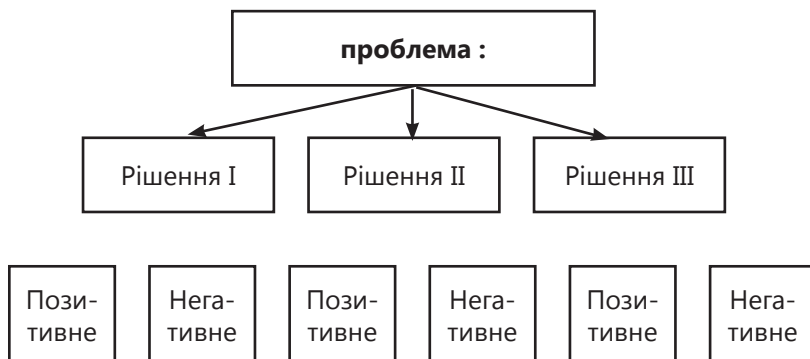 проблема :
Рішення I
Рішення II
Рішення III
Пози-
тивне
Нега-
тивне
Пози-
тивне
Нега-
тивне
Пози-
тивне
Нега-
тивне